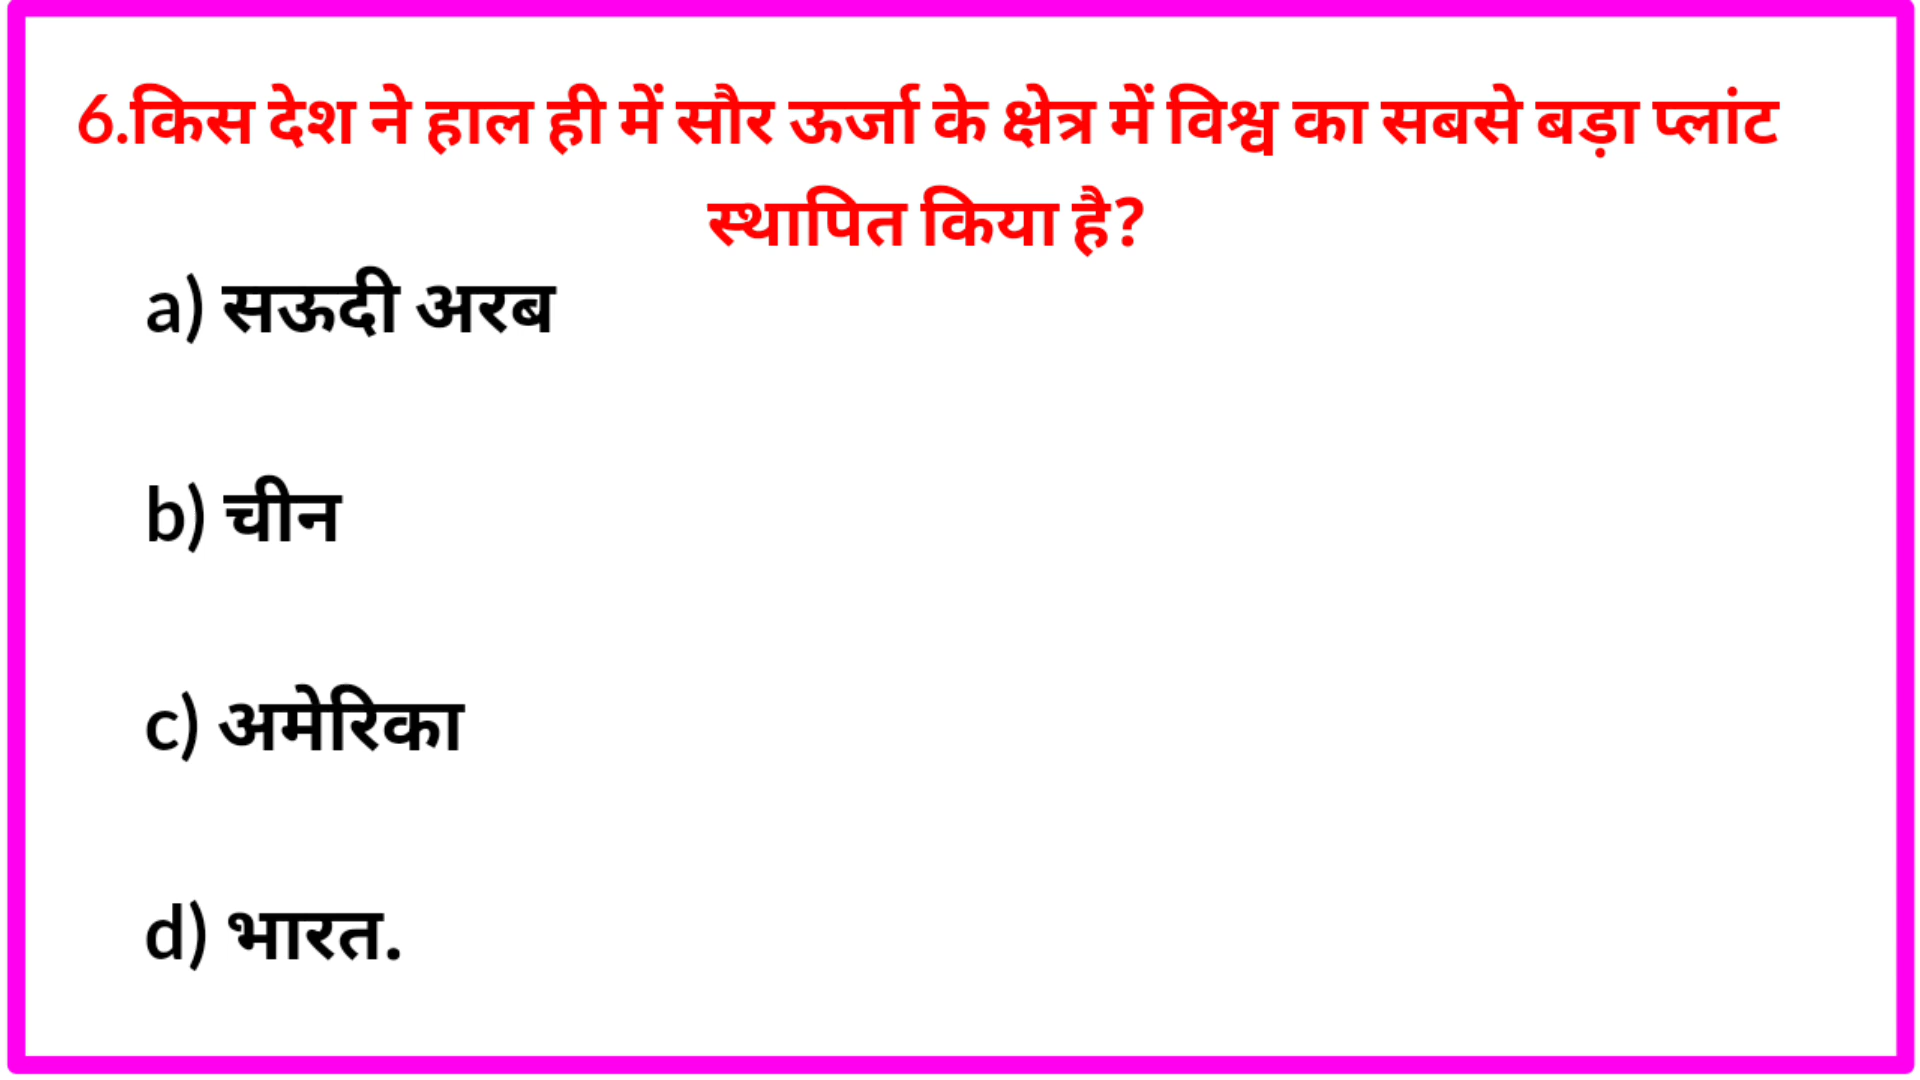 6.किस देश ने हाल ही में सौर ऊर्जा के क्षेत्र में विश्व का सबसे बड़ा प्लांट
स्थापित किया है?
a) सऊदी अरब
b) चीन
c) अमेरिका
d) भारत.